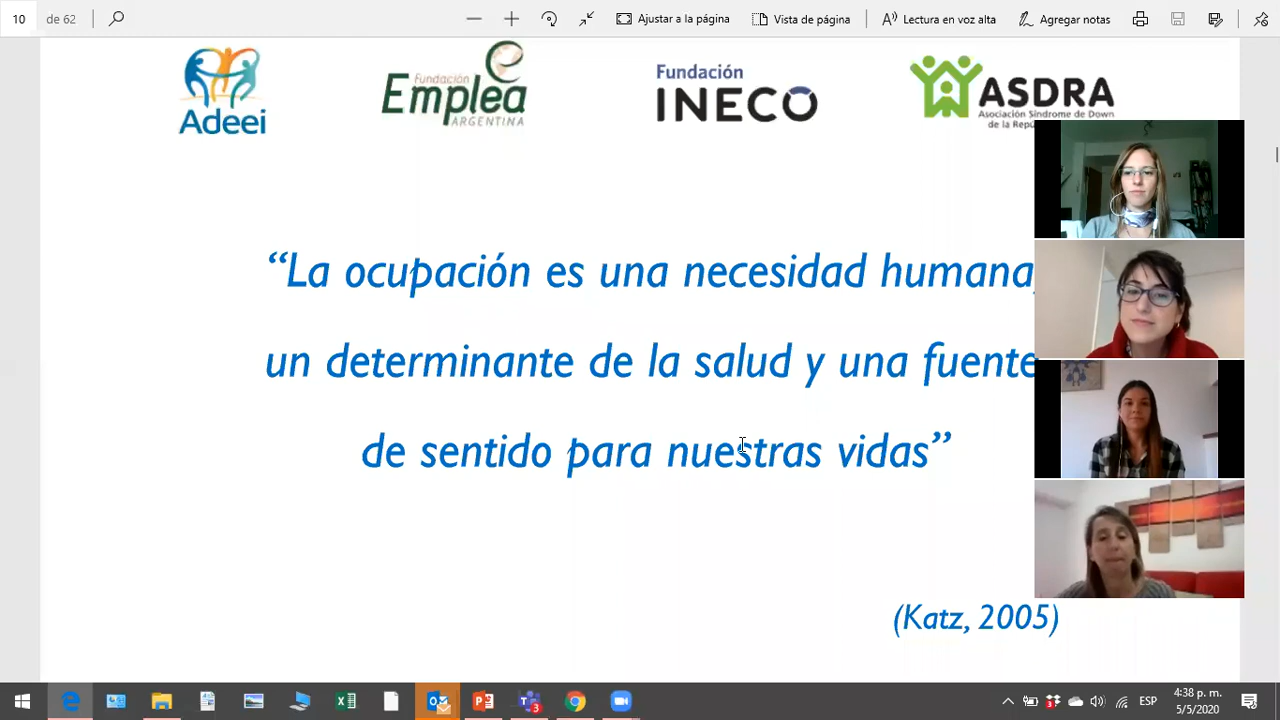 10 de 62 Ajustar a la página Vista de página Lectura en voz alta Agregar notas
Adeei
Fundación
Emplea
ARGENTINA
Fundación
INECO
ASDRA
Asociación Síndrome de Down
de la
“La ocupación es una necesidad humana,
un determinante de la salud y una fuente
de sentido para nuestras vidas”
(Katz, 2005)
ESP
4:38 p. m.
5/5/2020